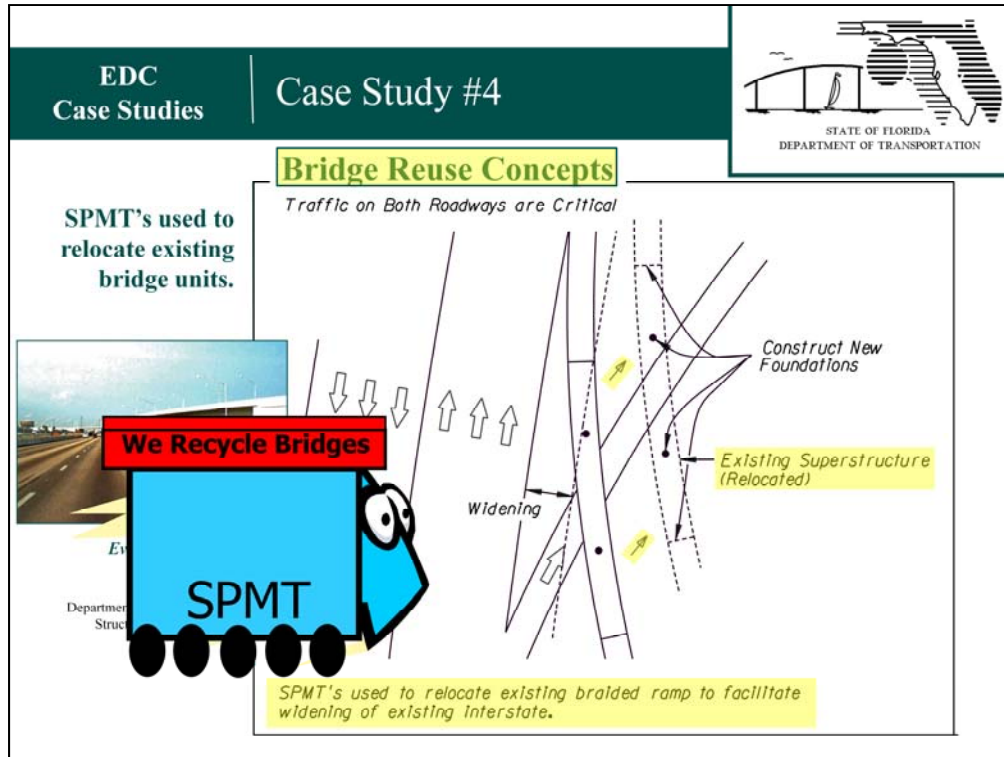 EDC
Case Studies
Case Study #4
STATE OF FLORIDA
DEPARTMENT OF TRANSPORTATION
Bridge Reuse Concepts
Traffic on Both Roadways are Critical
SPMT's used to
relocate existing
bridge units.
Construct New
Foundations
We Recycle Bridges
Existing Superstructure
(Relocated)
Widening
SPMT
SPMT's used to relocate existing braided ramp to facilitate
widening of existing interstate.